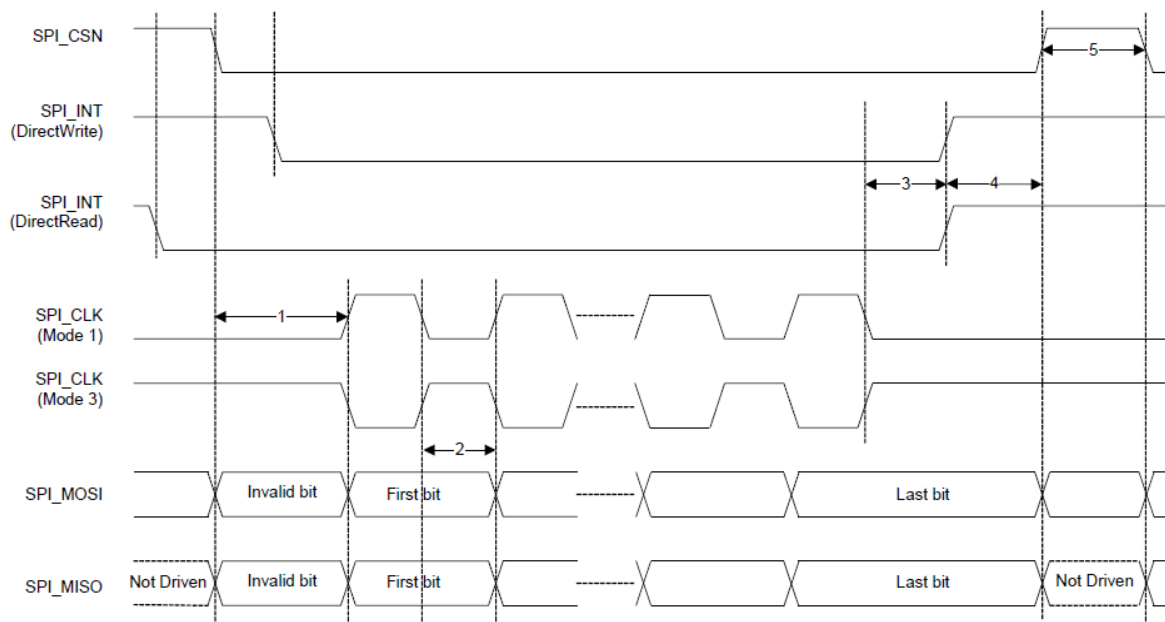 SPI_CSN
5
SPI_INT
(DirectWrite)
3
4
SPI_INT
(DirectRead)
SPI_CLK
(Mode 1)
1
SPI_CLK
(Mode 3)
2
SPI_MOSI
Invalid bit
First bit
Last bit
SPI_MISO
Not Driven
Invalid bit
First bit
Last bit
Not Driven